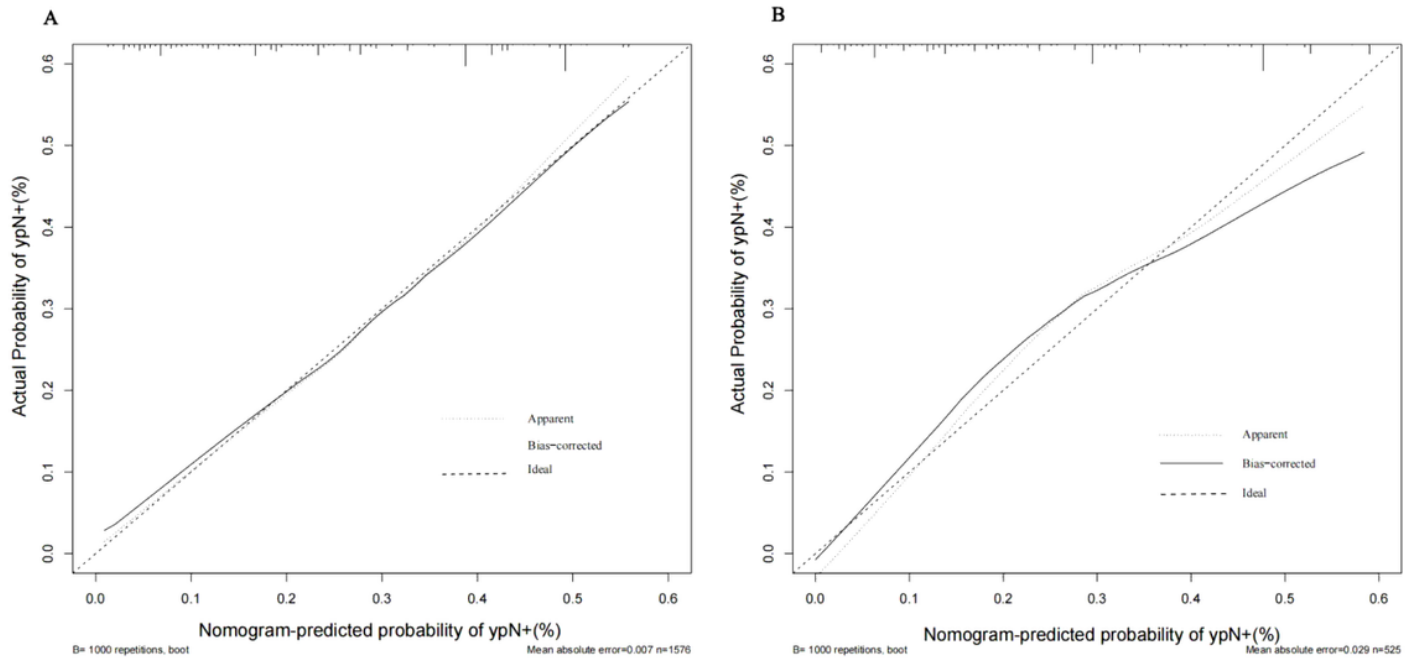 A
Actual Probability of ypN+(%)
0.6
0.5
0.4
0.3
0.2
0.1
0.0
Apparent
Bias-corrected
Ideal
0.0 0.1 0.2 0.3 0.4 0.5 0.6
Nomogram-predicted probability of ypN+(%)
B= 1000 repetitions, boot Mean absolute error=0.007 n=1576
B
Actual Probability of ypN+(%)
0.6
0.5
0.4
0.3
0.2
0.1
0.0
Apparent
Bias-corrected
Ideal
0.0 0.1 0.2 0.3 0.4 0.5 0.6
Nomogram-predicted probability of ypN+(%)
B= 1000 repetitions, boot Mean absolute error=0.029 n=525